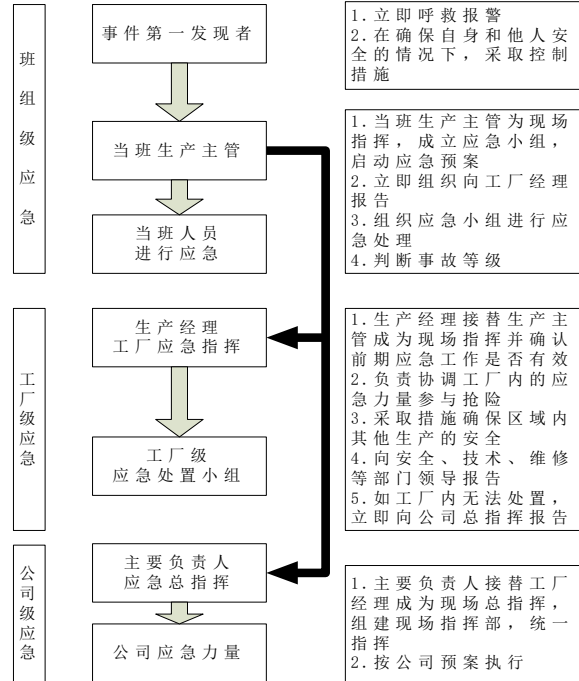 班组级应急
事件第一发现者
1.立即呼救报警
2.在确保自身和他人安
全的情况下，采取控制
措施
当班生产主管
当班人员
进行应急
1.当班生产主管为现场
指挥，成立应急小组，
启动应急预案
2.立即组织向工厂经理
报告
3.组织应急小组进行应
急处理
4.判断事故等级
工厂级应急
生产经理
工厂应急指挥
工厂级
应急处置小组
1.生产经理接替生产主
管成为现场指挥并确认
前期应急工作是否有效
2.负责协调工厂内的应
急力量参与抢险
3.采取措施确保区域内
其他生产的安全
4.向安全、技术、维修
等部门领导报告
5.如工厂内无法处置，
立即向公司总指挥报告
公司级应急
主要负责人
应急总指挥
公司应急力量
1.主要负责人接替工厂
经理成为现场总指挥，
组建现场指挥部，统一
指挥
2.按公司预案执行